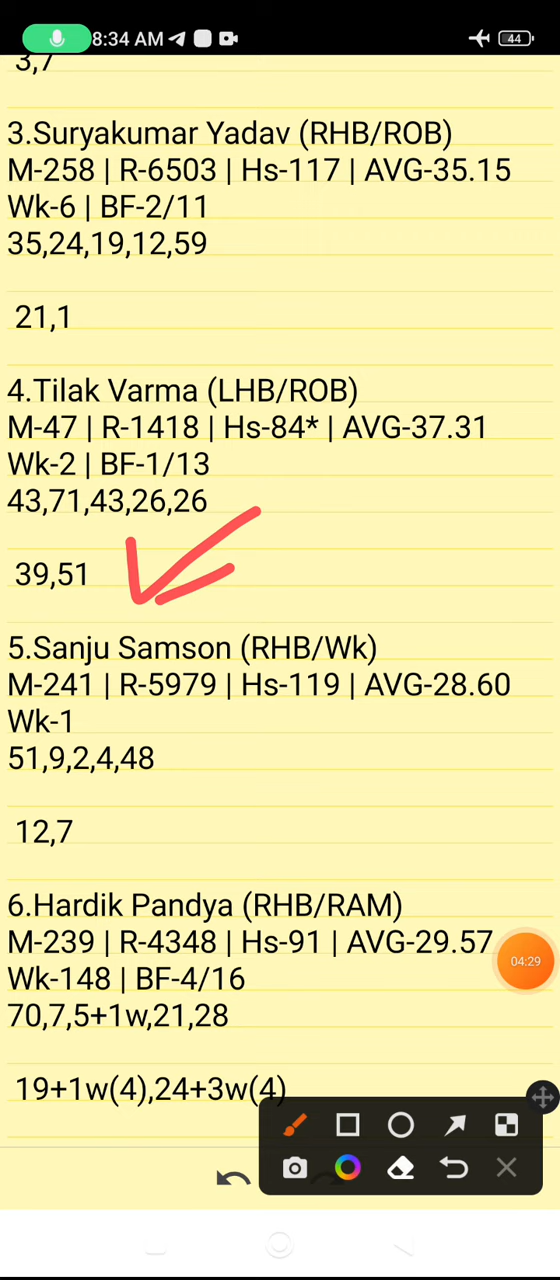 8:34 AM
44
3,7
3.Suryakumar Yadav (RHB/ROB)
M-258 | R-6503 | Hs-117 | AVG-35.15
Wk-6 | BF-2/11
35,24,19,12,59
21,1
4.Tilak Varma (LHB/ROB)
M-47 | R-1418 | Hs-84* | AVG-37.31
Wk-2 | BF-1/13
43,71,43,26,26
39,51
5.Sanju Samson (RHB/Wk)
M-241 | R-5979 | Hs-119 | AVG-28.60
Wk-1
51,9,2,4,48
12,7
6.Hardik Pandya (RHB/RAM)
M-239 | R-4348 | Hs-91 | AVG-29.57
Wk-148 | BF-4/16
04:29
70,7,5+1w,21,28
19+1w(4),24+3w(4)